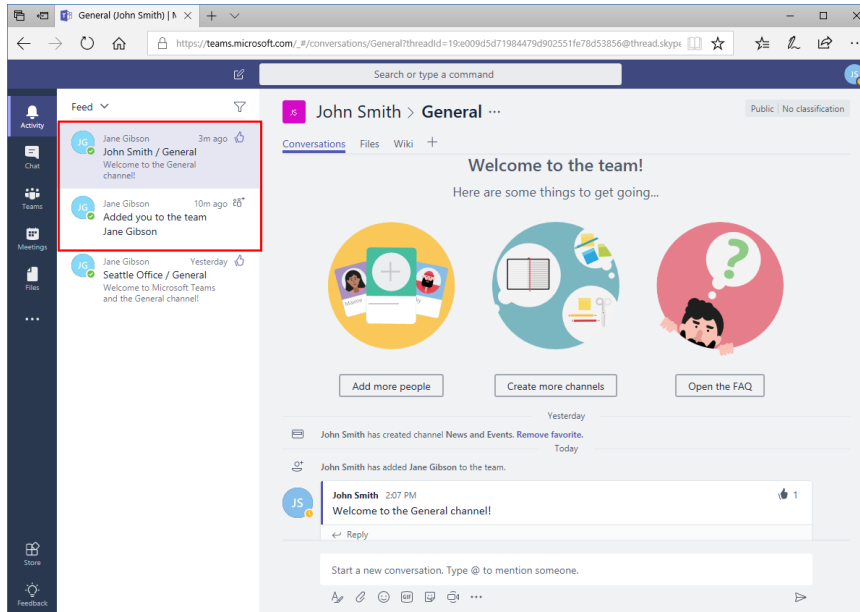 General (John Smith) | M
https://teams.microsoft.com/_#/conversations/General?threadId=19:e009d5d71984479d902551fe78d53856@thread.skype
Search or type a command
JS
Activity
Chat
Teams
Meetings
Files
Store
Feedback
Feed
JG
Jane Gibson 3m ago
John Smith / General
Welcome to the General
channel!
JG
Jane Gibson 10m ago
Added you to the team
Jane Gibson
JG
Jane Gibson Yesterday
Seattle Office / General
Welcome to Microsoft Teams
and the General channel!
JS
John Smith > General ...
Public No classification
Conversations Files Wiki
Welcome to the team!
Here are some things to get going...
Maxine
Add more people
Create more channels
Open the FAQ
Yesterday
John Smith has created channel News and Events. Remove favorite.
Today
John Smith has added Jane Gibson to the team.
JS
John Smith 2:07 PM 1
Welcome to the General channel!
Reply
Start a new conversation. Type @ to mention someone.
GIF